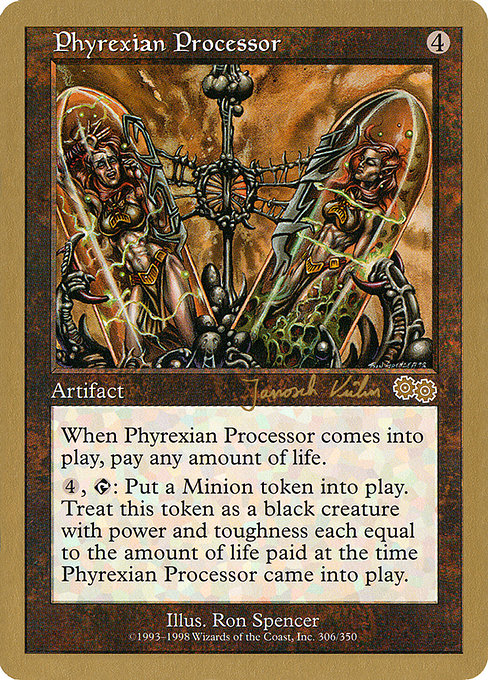 Phyrexian Processor 4
Artifact Janosch Kühn
When Phyrexian Processor comes into
play, pay any amount of life.
4, : Put a Minion token into play.
Treat this token as a black creature
with power and toughness each equal
to the amount of life paid at the time
Phyrexian Processor came into play.
Illus. Ron Spencer
©1993–1998 Wizards of the Coast, Inc. 306/350